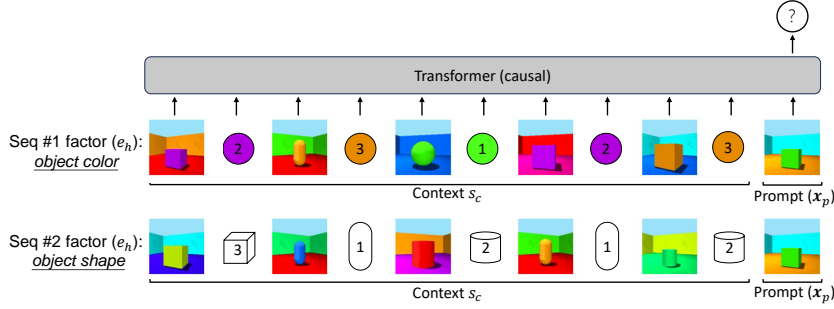 ?
Transformer (causal)
Seq #1 factor (e_h):
object color
2
3
1
2
3
Context s_c
Prompt (x_p)
Seq #2 factor (e_h):
object shape
3
1
2
1
2
Context s_c
Prompt (x_p)